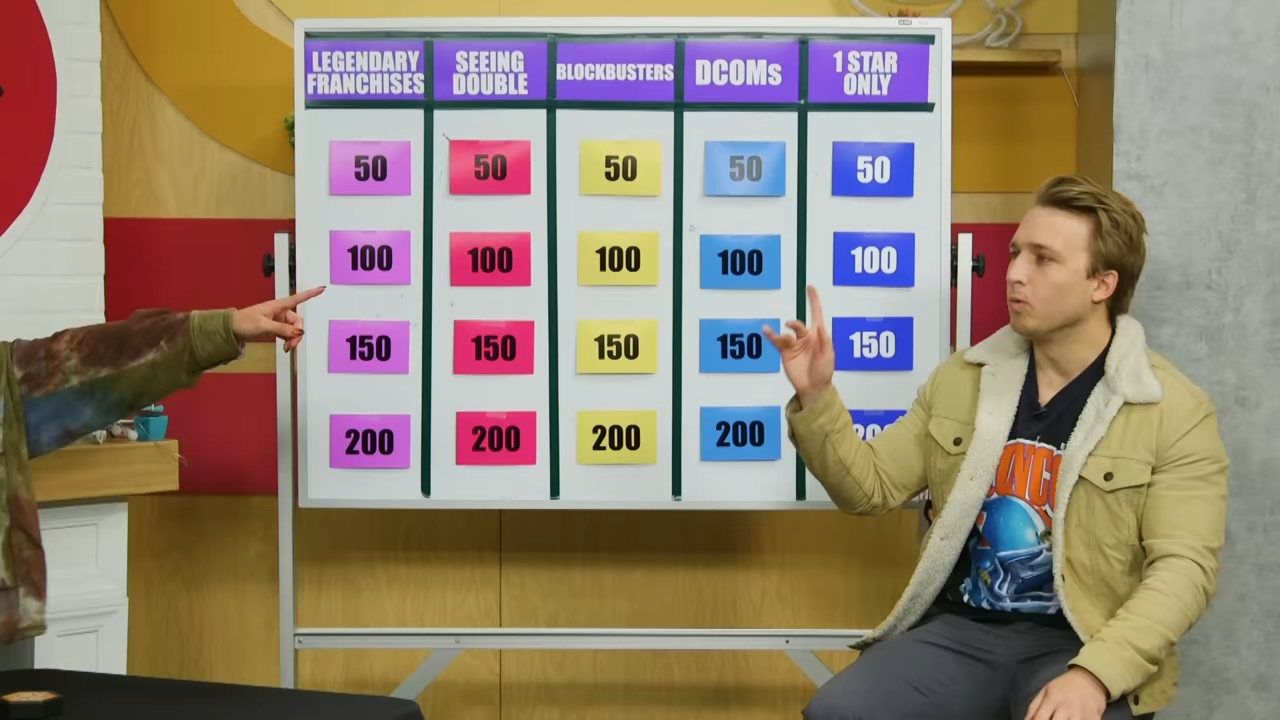 LEGENDARY
FRANCHISES
SEEING
DOUBLE
BLOCKBUSTERS
DCOMs
1 STAR
ONLY
50 50 50 50 50
100 100 100 100 100
150 150 150 150 150
200 200 200 200 200